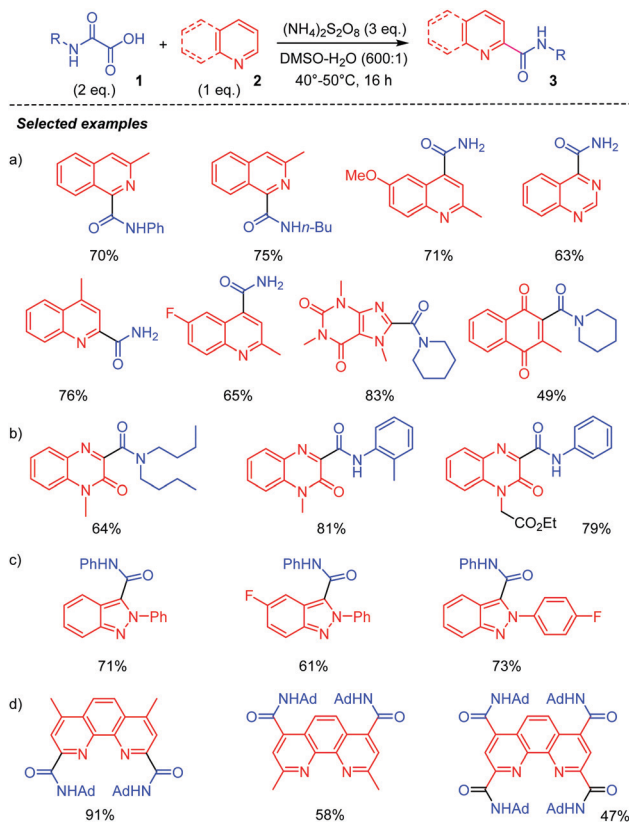 R N H O O OH 1 (2 eq.) + N 2 (1 eq.)
(NH4)2S2O8 (3 eq.)
DMSO-H2O (600:1)
40°-50°C, 16 h
N O H N R 3
Selected examples
a)
N O NHPh 70%
N O NHn-Bu 75%
O NH2 MeO N 71%
O NH2 N N 63%
N NH2 O 76%
O NH2 F N 65%
O N N N N O O N 83%
O O N O 49%
b)
N O N N O 64%
N O N H N O 81%
N O N H N O CO2Et 79%
c)
PhHN O N Ph N 71%
PhHN O F N Ph N 61%
PhHN O N N F 73%
d)
N N O NHAd AdHN O 91%
O NHAd AdHN O N N 58%
O NHAd AdHN O N N O NHAd AdHN O 47%